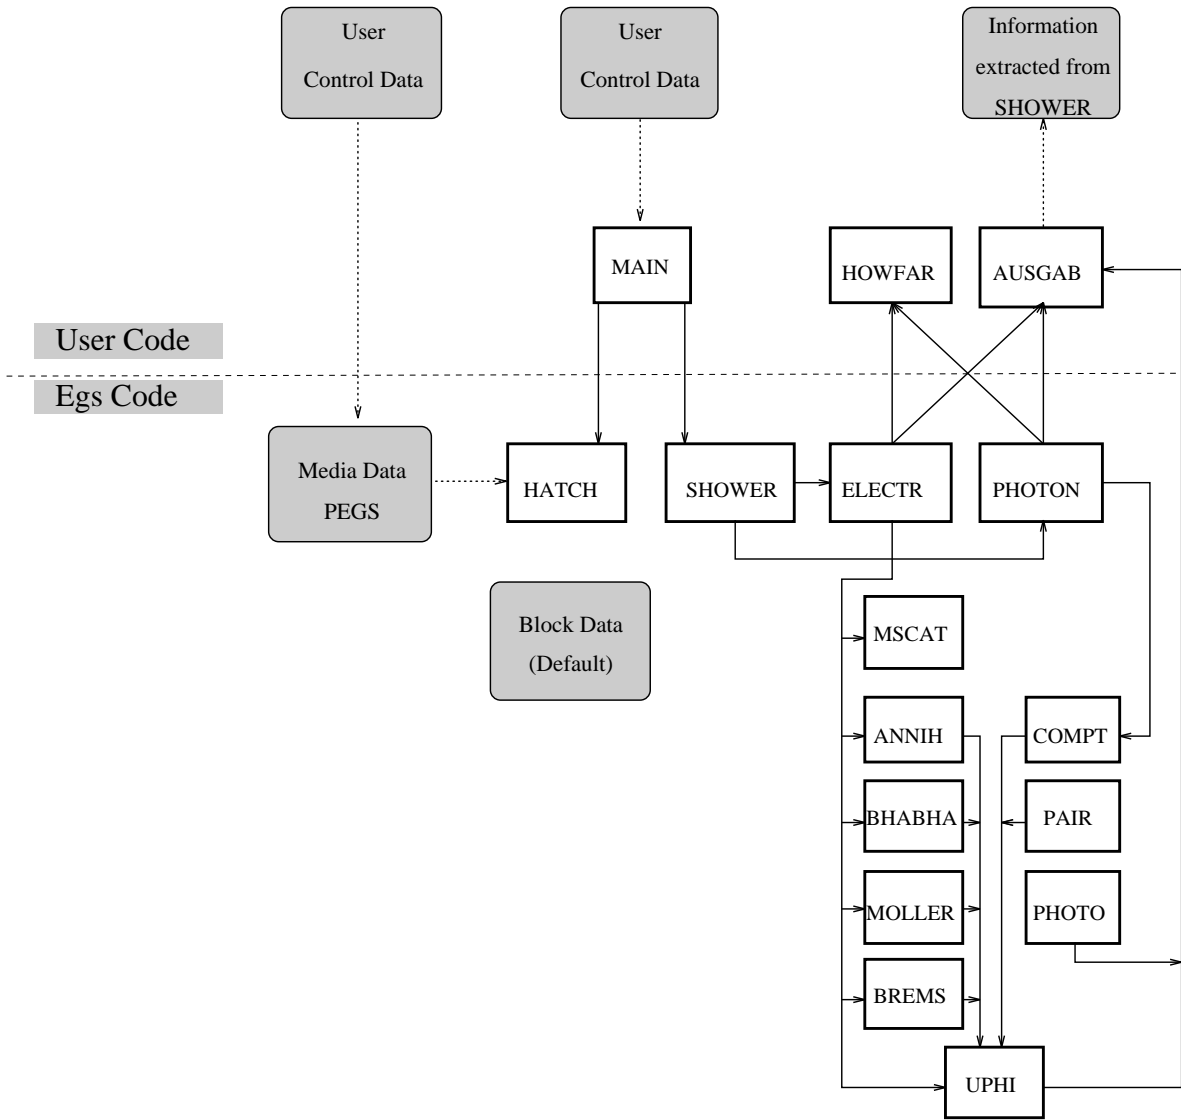 User
Control Data
User
Control Data
Information
extracted from
SHOWER
MAIN
HOWFAR
AUSGAB
User Code
Egs Code
Media Data
PEGS
HATCH
SHOWER
ELECTR
PHOTON
Block Data
(Default)
MSCAT
ANNIH
COMPT
BHABHA
PAIR
MOLLER
PHOTO
BREMS
UPHI